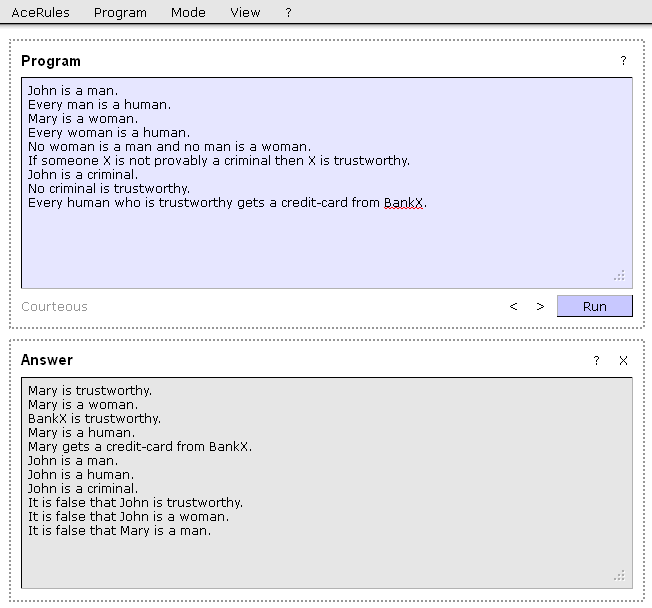 AceRules Program Mode View ?
Program ?
John is a man.
Every man is a human.
Mary is a woman.
Every woman is a human.
No woman is a man and no man is a woman.
If someone X is not provably a criminal then X is trustworthy.
John is a criminal.
No criminal is trustworthy.
Every human who is trustworthy gets a credit-card from BankX.
Courteous < > Run
Answer ? X
Mary is trustworthy.
Mary is a woman.
BankX is trustworthy.
Mary is a human.
Mary gets a credit-card from BankX.
John is a man.
John is a human.
John is a criminal.
It is false that John is trustworthy.
It is false that John is a woman.
It is false that Mary is a man.